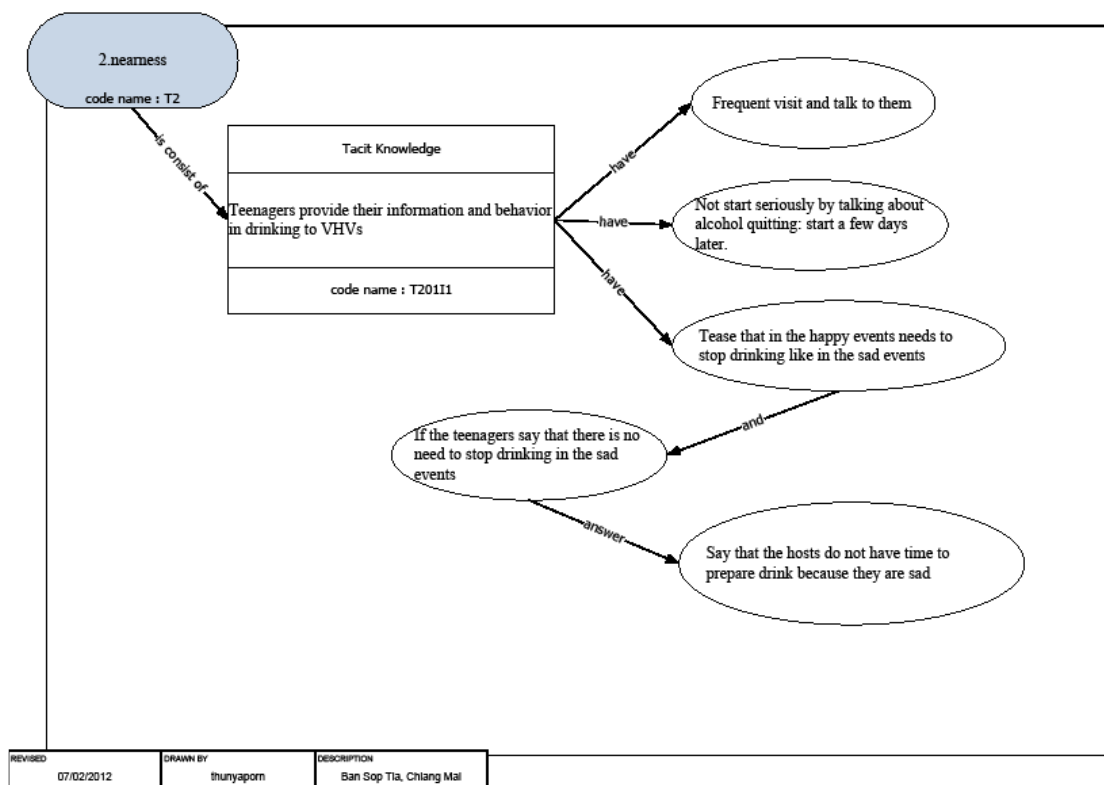 2.nearness
code name : T2
is consist of
Tacit Knowledge
Teenagers provide their information and behavior
in drinking to VHVs
code name : T201I1
have
Frequent visit and talk to them
have
Not start seriously by talking about
alcohol quitting: start a few days
later.
have
Tease that in the happy events needs to
stop drinking like in the sad events
and
If the teenagers say that there is no
need to stop drinking in the sad
events
answer
Say that the hosts do not have time to
prepare drink because they are sad
REVISED
07/02/2012
DRAWN BY
thunyaporn
DESCRIPTION
Ban Sop Tia, Chiang Mai